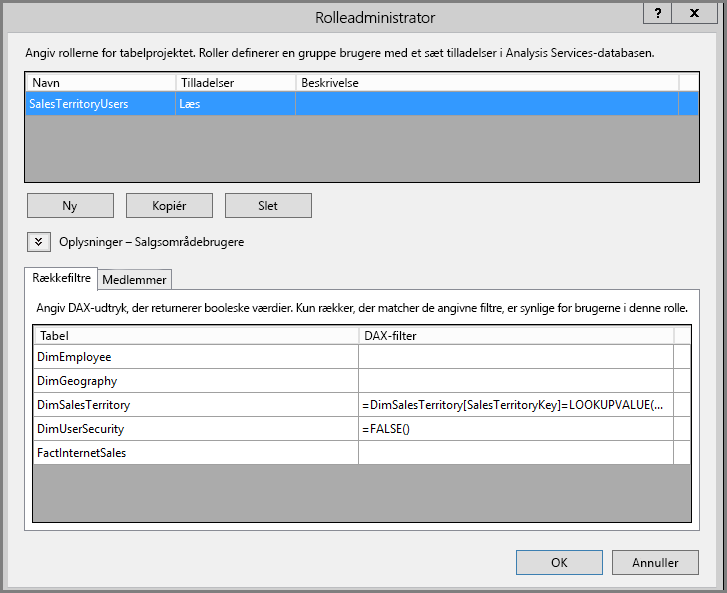 Rolleadministrator
? x
Angiv rollerne for tabelprojektet. Roller definerer en gruppe brugere med et sæt tilladelser i Analysis Services-databasen.
Navn Tilladelser Beskrivelse
SalesTerritoryUsers Læs
Ny Kopiér Slet
Oplysninger – Salgsområdebrugere
Rækkefiltre Medlemmer
Angiv DAX-udtryk, der returnerer booleske værdier. Kun rækker, der matcher de angivne filtre, er synlige for brugerne i denne rolle.
Tabel DAX-filter
DimEmployee
DimGeography
DimSalesTerritory =DimSalesTerritory[SalesTerritoryKey]=LOOKUPVALUE(...
DimUserSecurity =FALSE()
FactInternetSales
OK Annuller